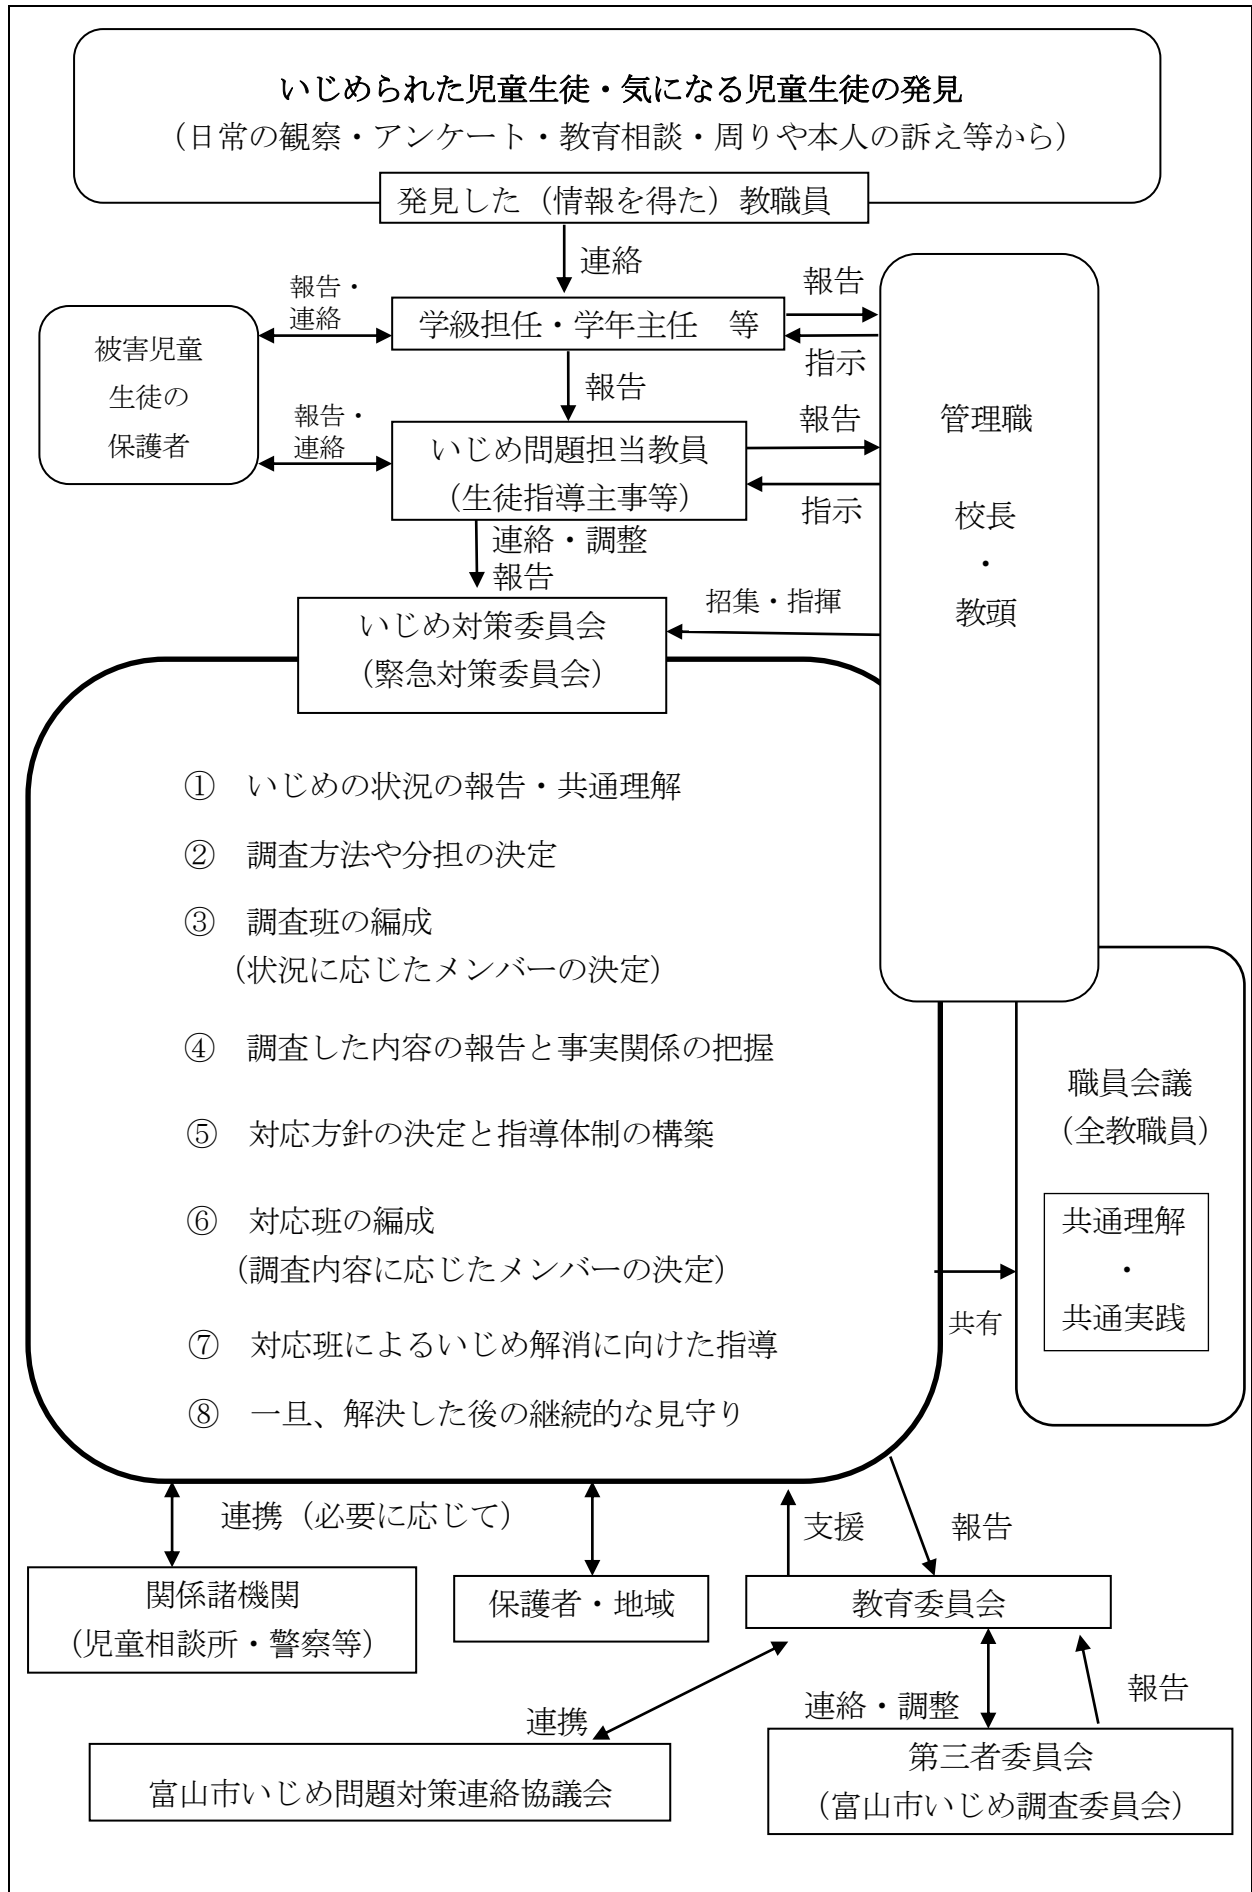 いじめられた児童生徒・気になる児童生徒の発見
（日常の観察・アンケート・教育相談・周りや本人の訴え等から）
発見した（情報を得た）教職員
連絡
報告・
連絡
報告
学級担任・学年主任　等
指示
被害児童
生徒の
保護者
報告
報告・
連絡
報告
いじめ問題担当教員
（生徒指導主事等）
指示
管理職
校長
・
教頭
連絡・調整
報告
招集・指揮
いじめ対策委員会
（緊急対策委員会）
①　いじめの状況の報告・共通理解
②　調査方法や分担の決定
③　調査班の編成
（状況に応じたメンバーの決定）
④　調査した内容の報告と事実関係の把握
⑤　対応方針の決定と指導体制の構築
⑥　対応班の編成
（調査内容に応じたメンバーの決定）
⑦　対応班によるいじめ解消に向けた指導
⑧　一旦、解決した後の継続的な見守り
職員会議
（全教職員）
共通理解
・
共通実践
共有
連携（必要に応じて）
支援
報告
関係諸機関
（児童相談所・警察等）
保護者・地域
教育委員会
連携
連絡・調整
報告
富山市いじめ問題対策連絡協議会
第三者委員会
（富山市いじめ調査委員会）